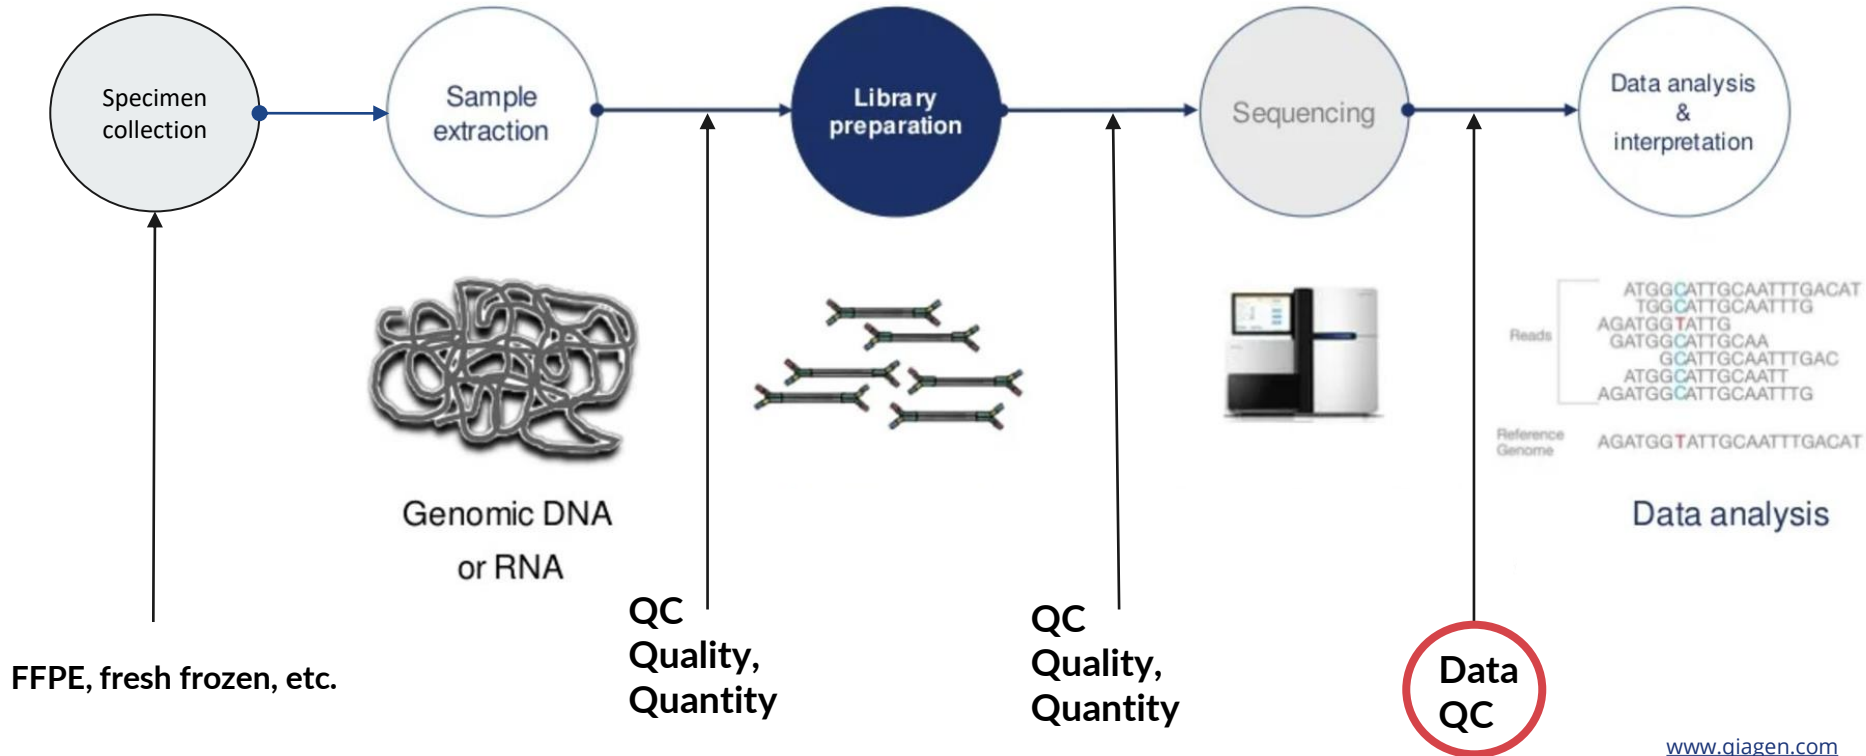 Specimen
collection
Sample
extraction
Library
preparation
Sequencing
Data analysis
&
interpretation
Reads
ATGGCATTGCAATTTGACAT
TGGCATTGCAATTTG
AGATGGTATTG
GATGGCATTGCAA
GCATTGCAATTTGAC
ATGGCATTGCAATT
AGATGGCATTGCAATTTG
Reference
Genome
AGATGGTATTGCAATTTGACAT
Genomic DNA
or RNA
Data analysis
FFPE, fresh frozen, etc.
QC
Quality,
Quantity
QC
Quality,
Quantity
Data
QC
www.qiagen.com